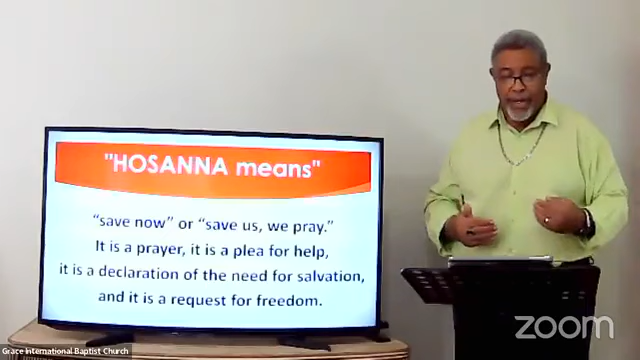 "HOSANNA means"
“save now” or “save us, we pray.”
It is a prayer, it is a plea for help,
it is a declaration of the need for salvation,
and it is a request for freedom.
Grace International Baptist Church
zoom